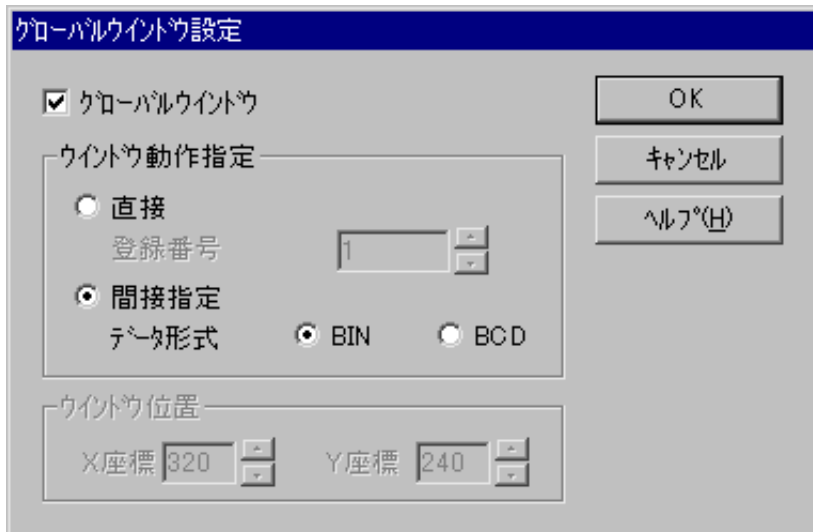 ｸﾞﾛｰﾊﾞﾙｳｲﾝﾄﾞｳ設定
ｸﾞﾛｰﾊﾞﾙｳｲﾝﾄﾞｳ
OK
ｳｲﾝﾄﾞｳ動作指定
ｷｬﾝｾﾙ
直接
ﾍﾙﾌﾟ(H)
登録番号 1
間接指定
ﾃﾞｰﾀ形式 BIN BCD
ｳｲﾝﾄﾞｳ位置
X座標 320 Y座標 240